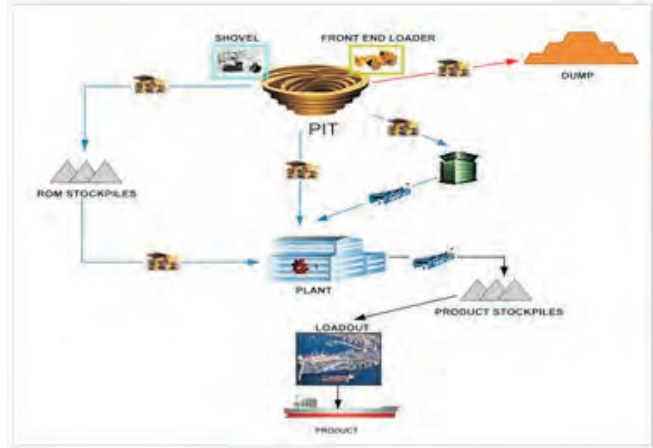 SHOVEL
FRONT END LOADER
DUMP
PIT
ROM STOCKPILES
PLANT
PRODUCT STOCKPILES
LOADOUT
PRODUCT